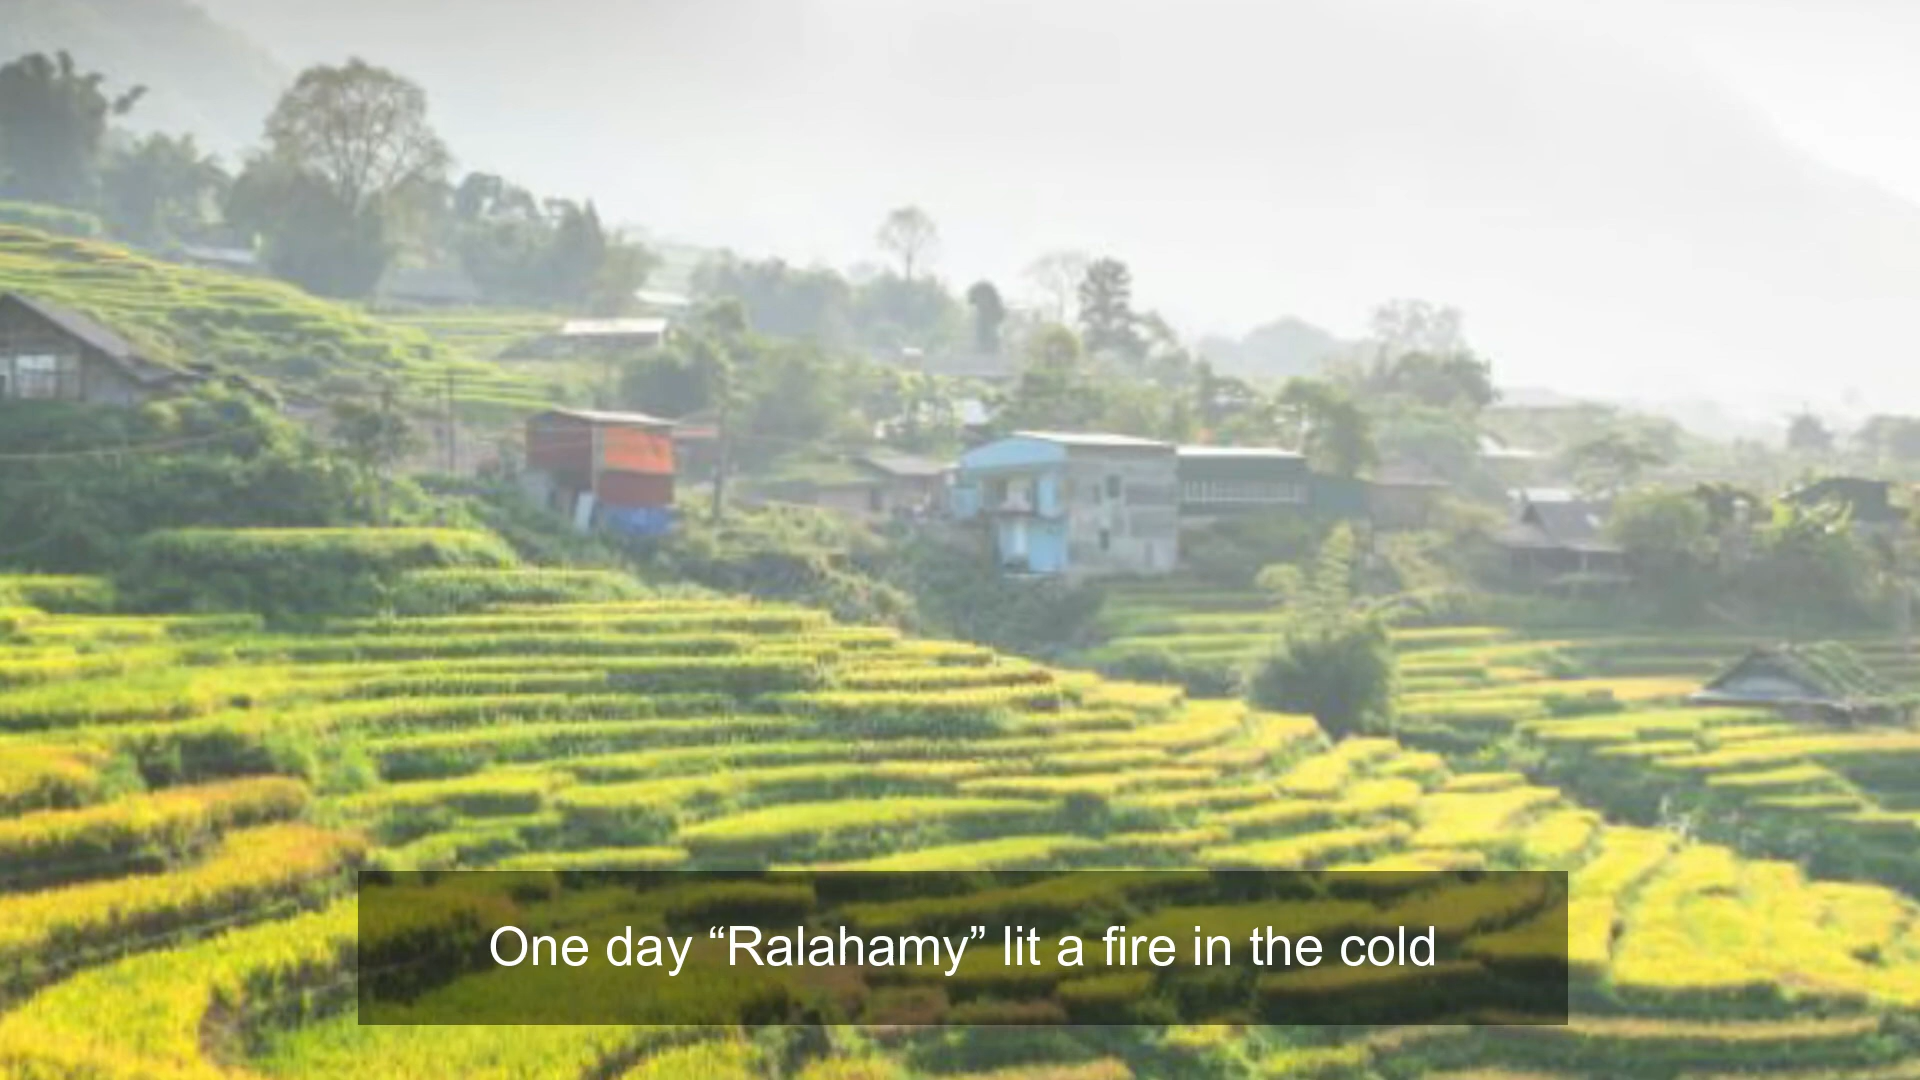 One day “Ralahamy” lit a fire in the cold